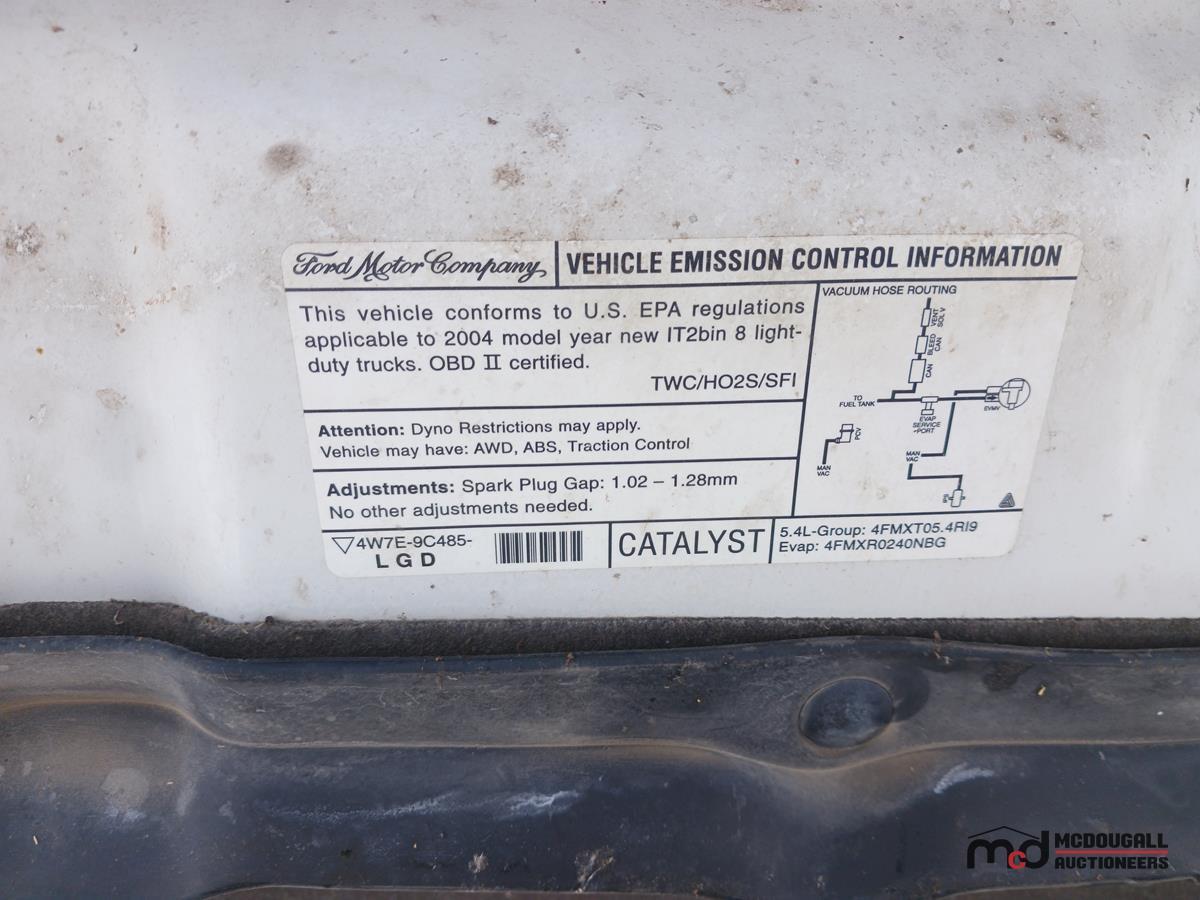 Ford Motor Company
VEHICLE EMISSION CONTROL INFORMATION
This vehicle conforms to U.S. EPA regulations
applicable to 2004 model year new IT2bin 8 light-
duty trucks. OBD II certified.
TWC/HO2S/SFI
Attention: Dyno Restrictions may apply.
Vehicle may have: AWD, ABS, Traction Control
Adjustments: Spark Plug Gap: 1.02 – 1.28mm
No other adjustments needed.
4W7E-9C485-
LGD
CATALYST
5.4L-Group: 4FMXT05.4RI9
Evap: 4FMXR0240NBG
VACUUM HOSE ROUTING
VENT
SOL V
BLEED
CAN
CAN
TO
FUEL TANK
EVAP
SERVICE
PORT
EVMV
PCV
MAN
VAC
MAN
VAC
mcd
MCDOUGALL
AUCTIONEERS